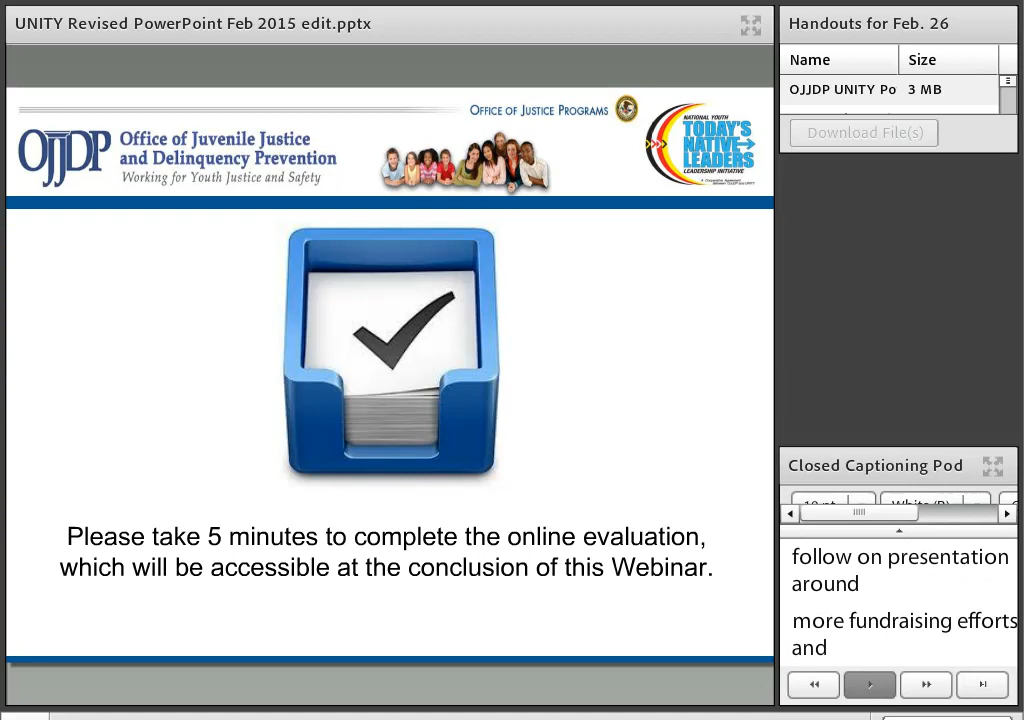 UNITY Revised PowerPoint Feb 2015 edit.pptx
OFFICE OF JUSTICE PROGRAMS
OJJDP
Office of Juvenile Justice
and Delinquency Prevention
Working for Youth Justice and Safety
NATIONAL YOUTH
TODAY'S
NATIVE
LEADERS
LEADERSHIP INITIATIVE
Please take 5 minutes to complete the online evaluation,
which will be accessible at the conclusion of this Webinar.
Handouts for Feb. 26
Name Size
OJJDP UNITY Po 3 MB
Download File(s)
Closed Captioning Pod
follow on presentation
around
more fundraising efforts
and